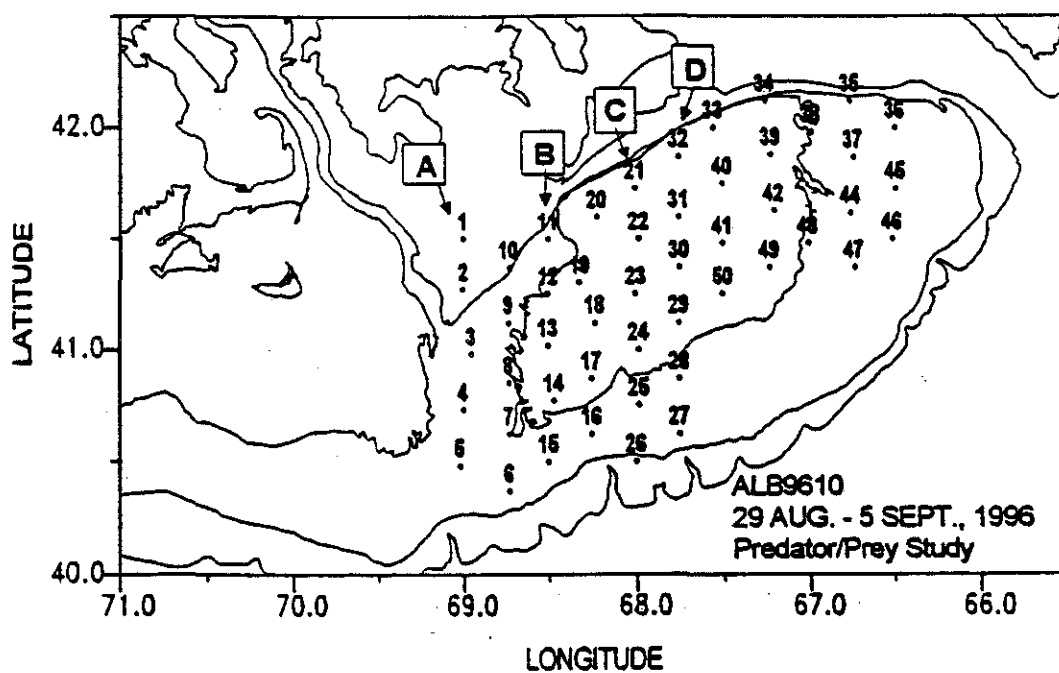 D
C
B
A
34 35
33 36
32 39 38 37
21 40 45
20 31 42 44
1 11 22 41 48 46
10 30 49 47
2 12 19 23 50
9 18 29
3 13 24
8 17 28
4 14 25
7 16 27
5 15 26
6
42.0
41.0
40.0
LATITUDE
71.0 70.0 69.0 68.0 67.0 66.0
LONGITUDE
ALB9610
29 AUG. - 5 SEPT., 1996
Predator/Prey Study